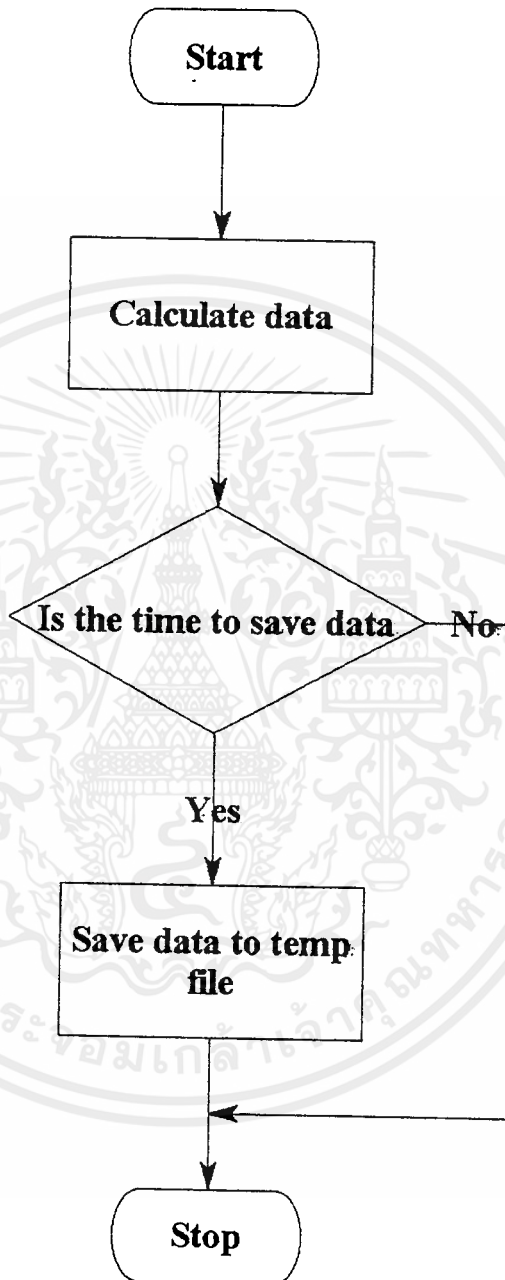 Start
Calculate data
Is the time to save data
No
Yes
Save data to temp
file
Stop